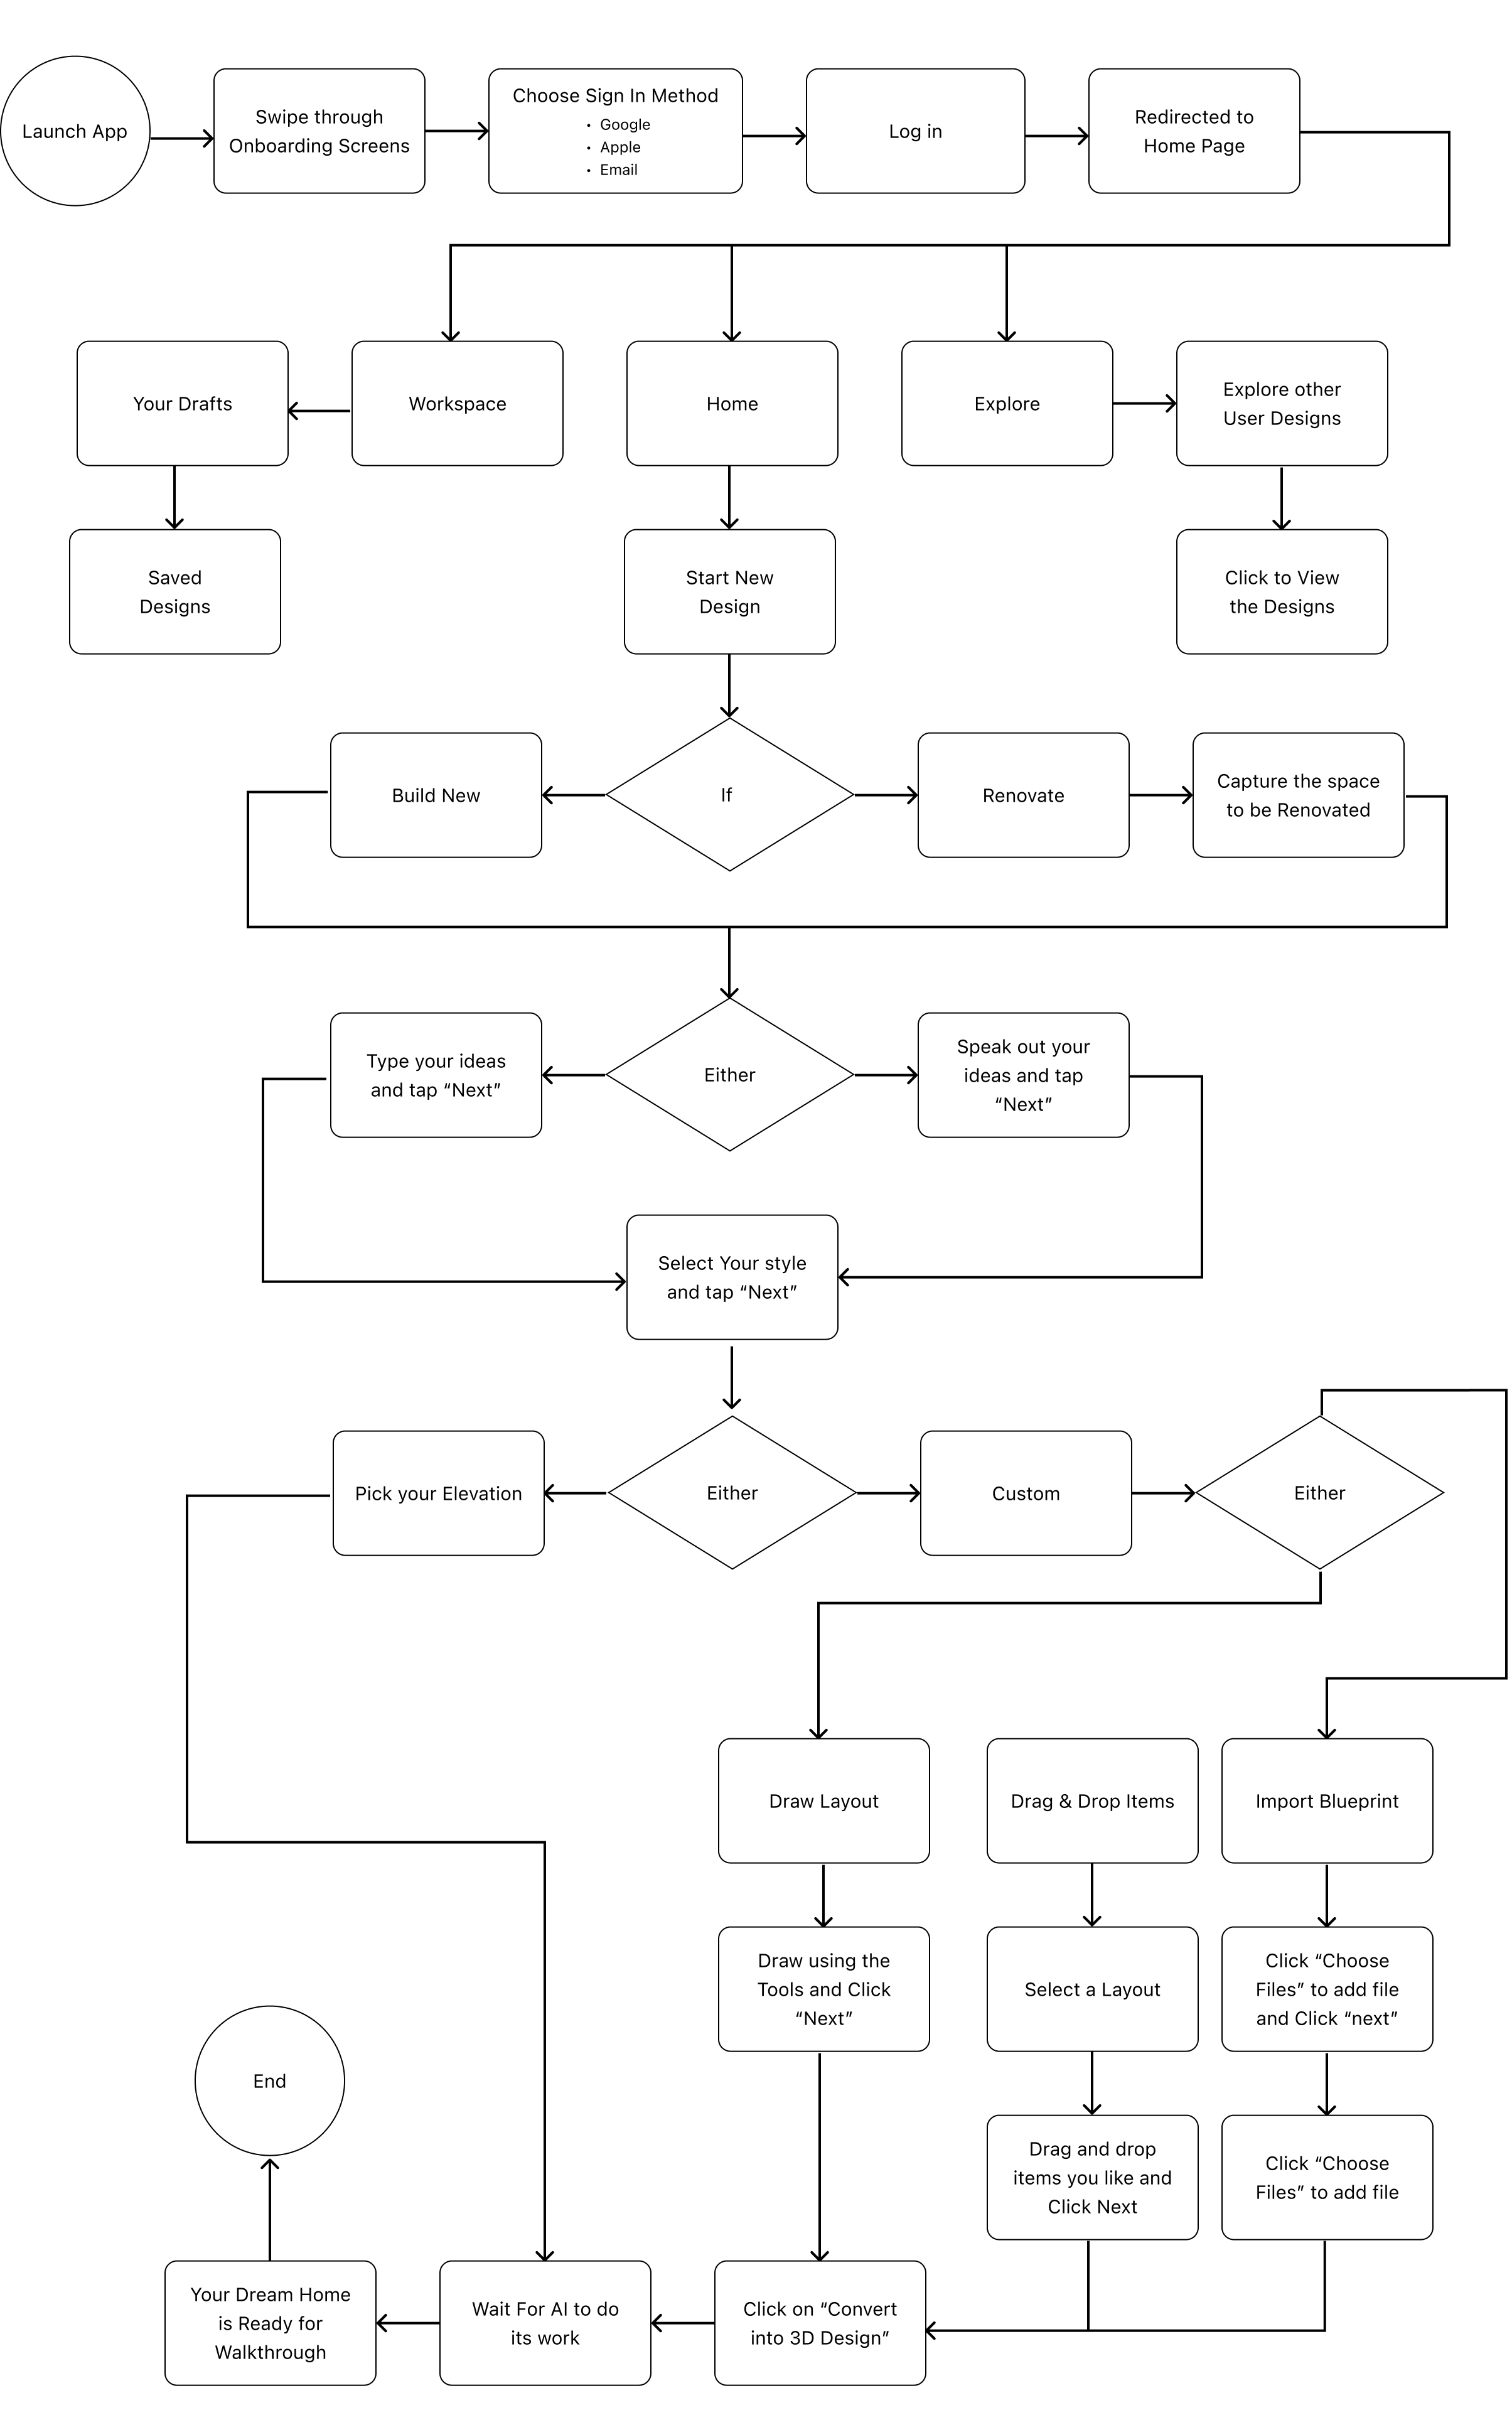 Launch App
Swipe through
Onboarding Screens
Choose Sign In Method
• Google
• Apple
• Email
Log in
Redirected to
Home Page
Your Drafts
Workspace
Home
Explore
Explore other
User Designs
Saved
Designs
Start New
Design
Click to View
the Designs
Build New
If
Renovate
Capture the space
to be Renovated
Type your ideas
and tap “Next”
Either
Speak out your
ideas and tap
“Next”
Select Your style
and tap “Next”
Pick your Elevation
Either
Custom
Either
Draw Layout
Drag & Drop Items
Import Blueprint
Draw using the
Tools and Click
“Next”
Select a Layout
Click “Choose
Files” to add file
and Click “next”
End
Drag and drop
items you like and
Click Next
Click “Choose
Files” to add file
Your Dream Home
is Ready for
Walkthrough
Wait For AI to do
its work
Click on “Convert
into 3D Design”